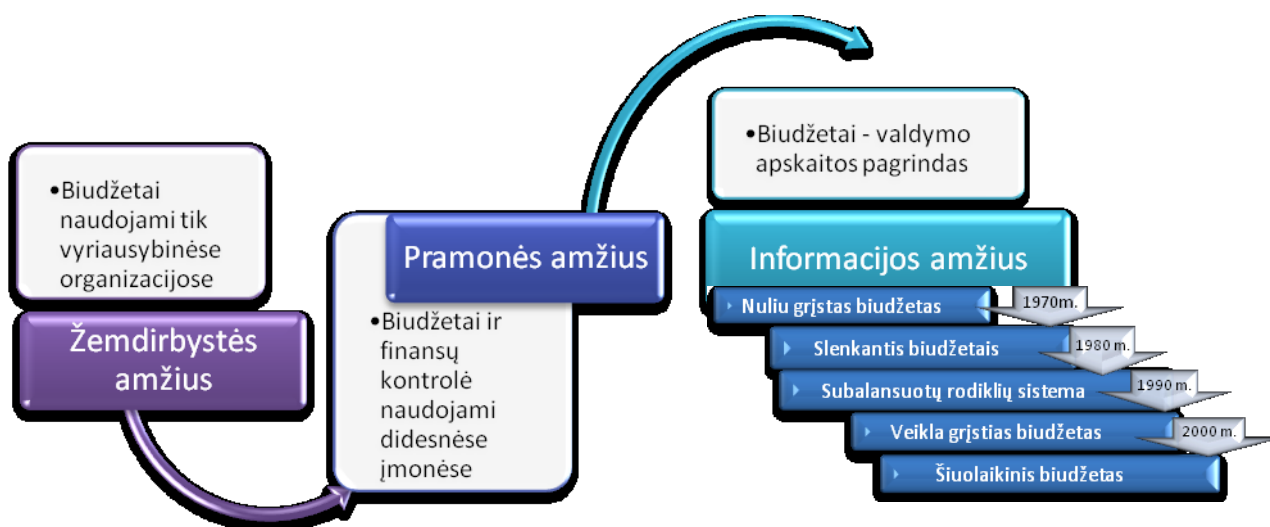 •Biudžetai
naudojami tik
vyriausybinėse
organizacijose
Žemdirbystės
amžius
Pramonės amžius
•Biudžetai ir
finansų
kontrolė
naudojami
didesnėse
įmonėse
•Biudžetai - valdymo
apskaitos pagrindas
Informacijos amžius
Nuliu grįstas biudžetas
1970m.
Slenkantis biudžetais
1980 m.
Subalansuotų rodiklių sistema
1990 m.
Veikla grįstias biudžetas
2000 m.
Šiuolaikinis biudžetas